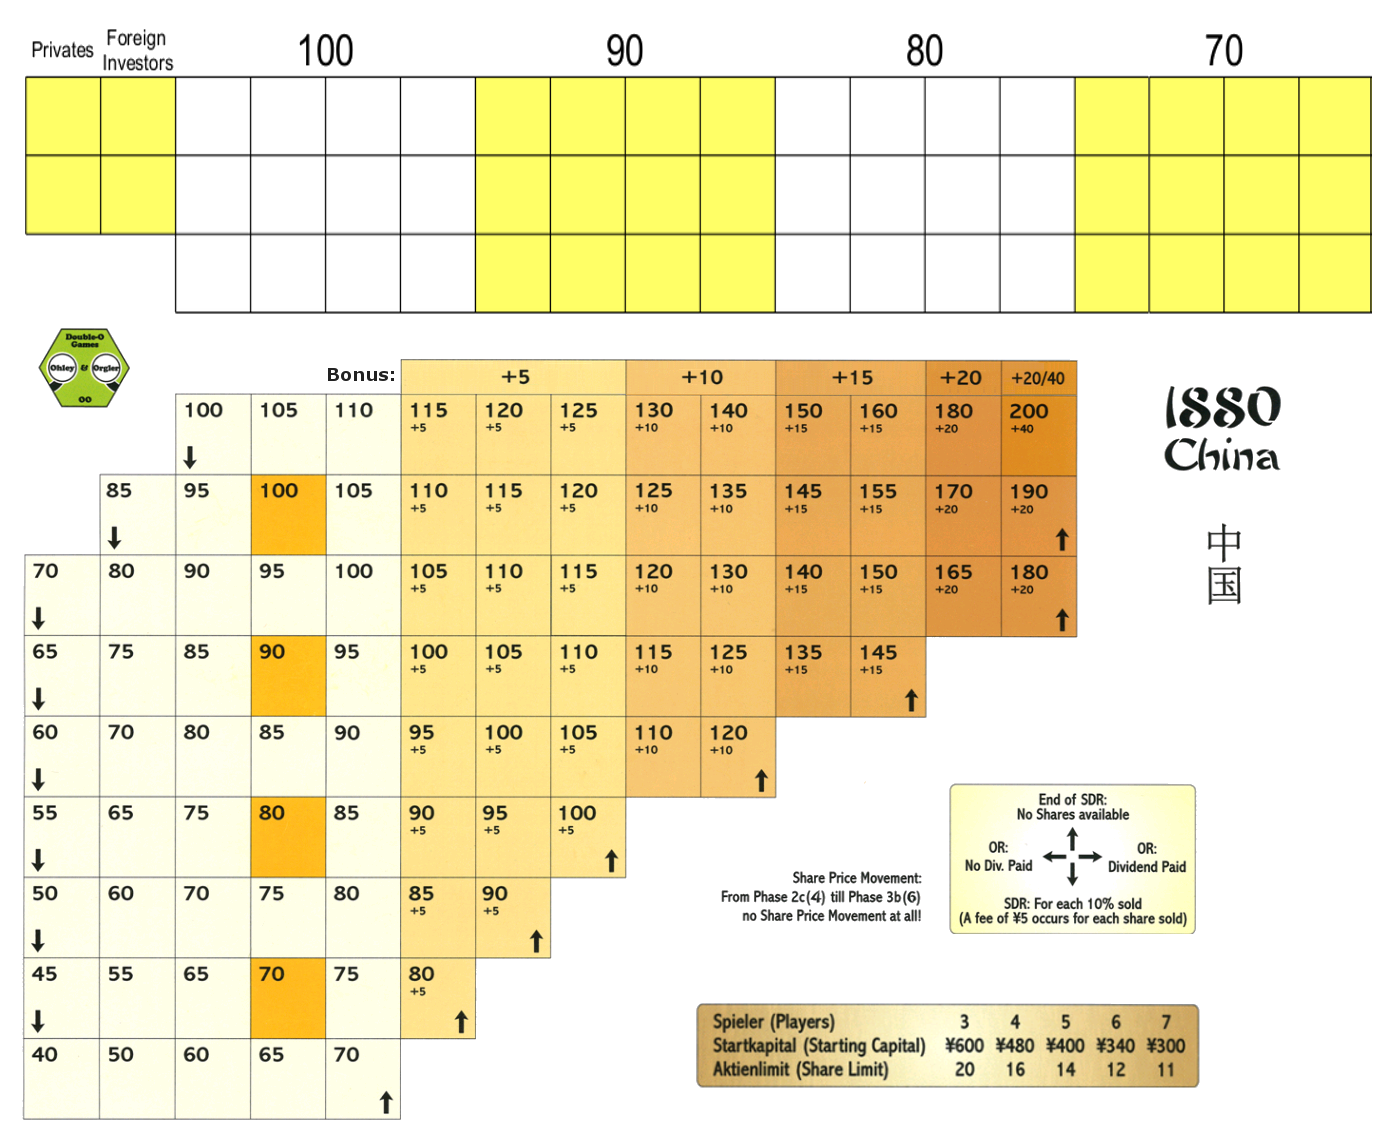 Privates
Foreign
Investors
100
90
80
70
Double-O
Games
Ohley & Orgler
OO
Bonus: +5 +10 +15 +20 +20/40
100 105 110 115 120 125 130 140 150 160 180 200
+5 +5 +5 +10 +10 +15 +15 +20 +40
85 95 100 105 110 115 120 125 135 145 155 170 190
+5 +5 +5 +10 +10 +15 +15 +20 +20
70 80 90 95 100 105 110 115 120 130 140 150 165 180
+5 +5 +5 +10 +10 +15 +15 +20 +20
65 75 85 90 95 100 105 110 115 125 135 145
+5 +5 +5 +10 +10 +15 +15
60 70 80 85 90 95 100 105 110 120
+5 +5 +5 +10 +10
55 65 75 80 85 90 95 100
+5 +5 +5
50 60 70 75 80 85 90
+5 +5
45 55 65 70 75 80
+5
40 50 60 65 70
1880
China
中
国
End of SDR:
No Shares available
OR:
No Div. Paid
OR:
Dividend Paid
SDR: For each 10% sold
(A fee of ¥5 occurs for each share sold)
Share Price Movement:
From Phase 2c(4) till Phase 3b(6)
no Share Price Movement at all!
Spieler (Players) 3 4 5 6 7
Startkapital (Starting Capital) ¥600 ¥480 ¥400 ¥340 ¥300
Aktienlimit (Share Limit) 20 16 14 12 11